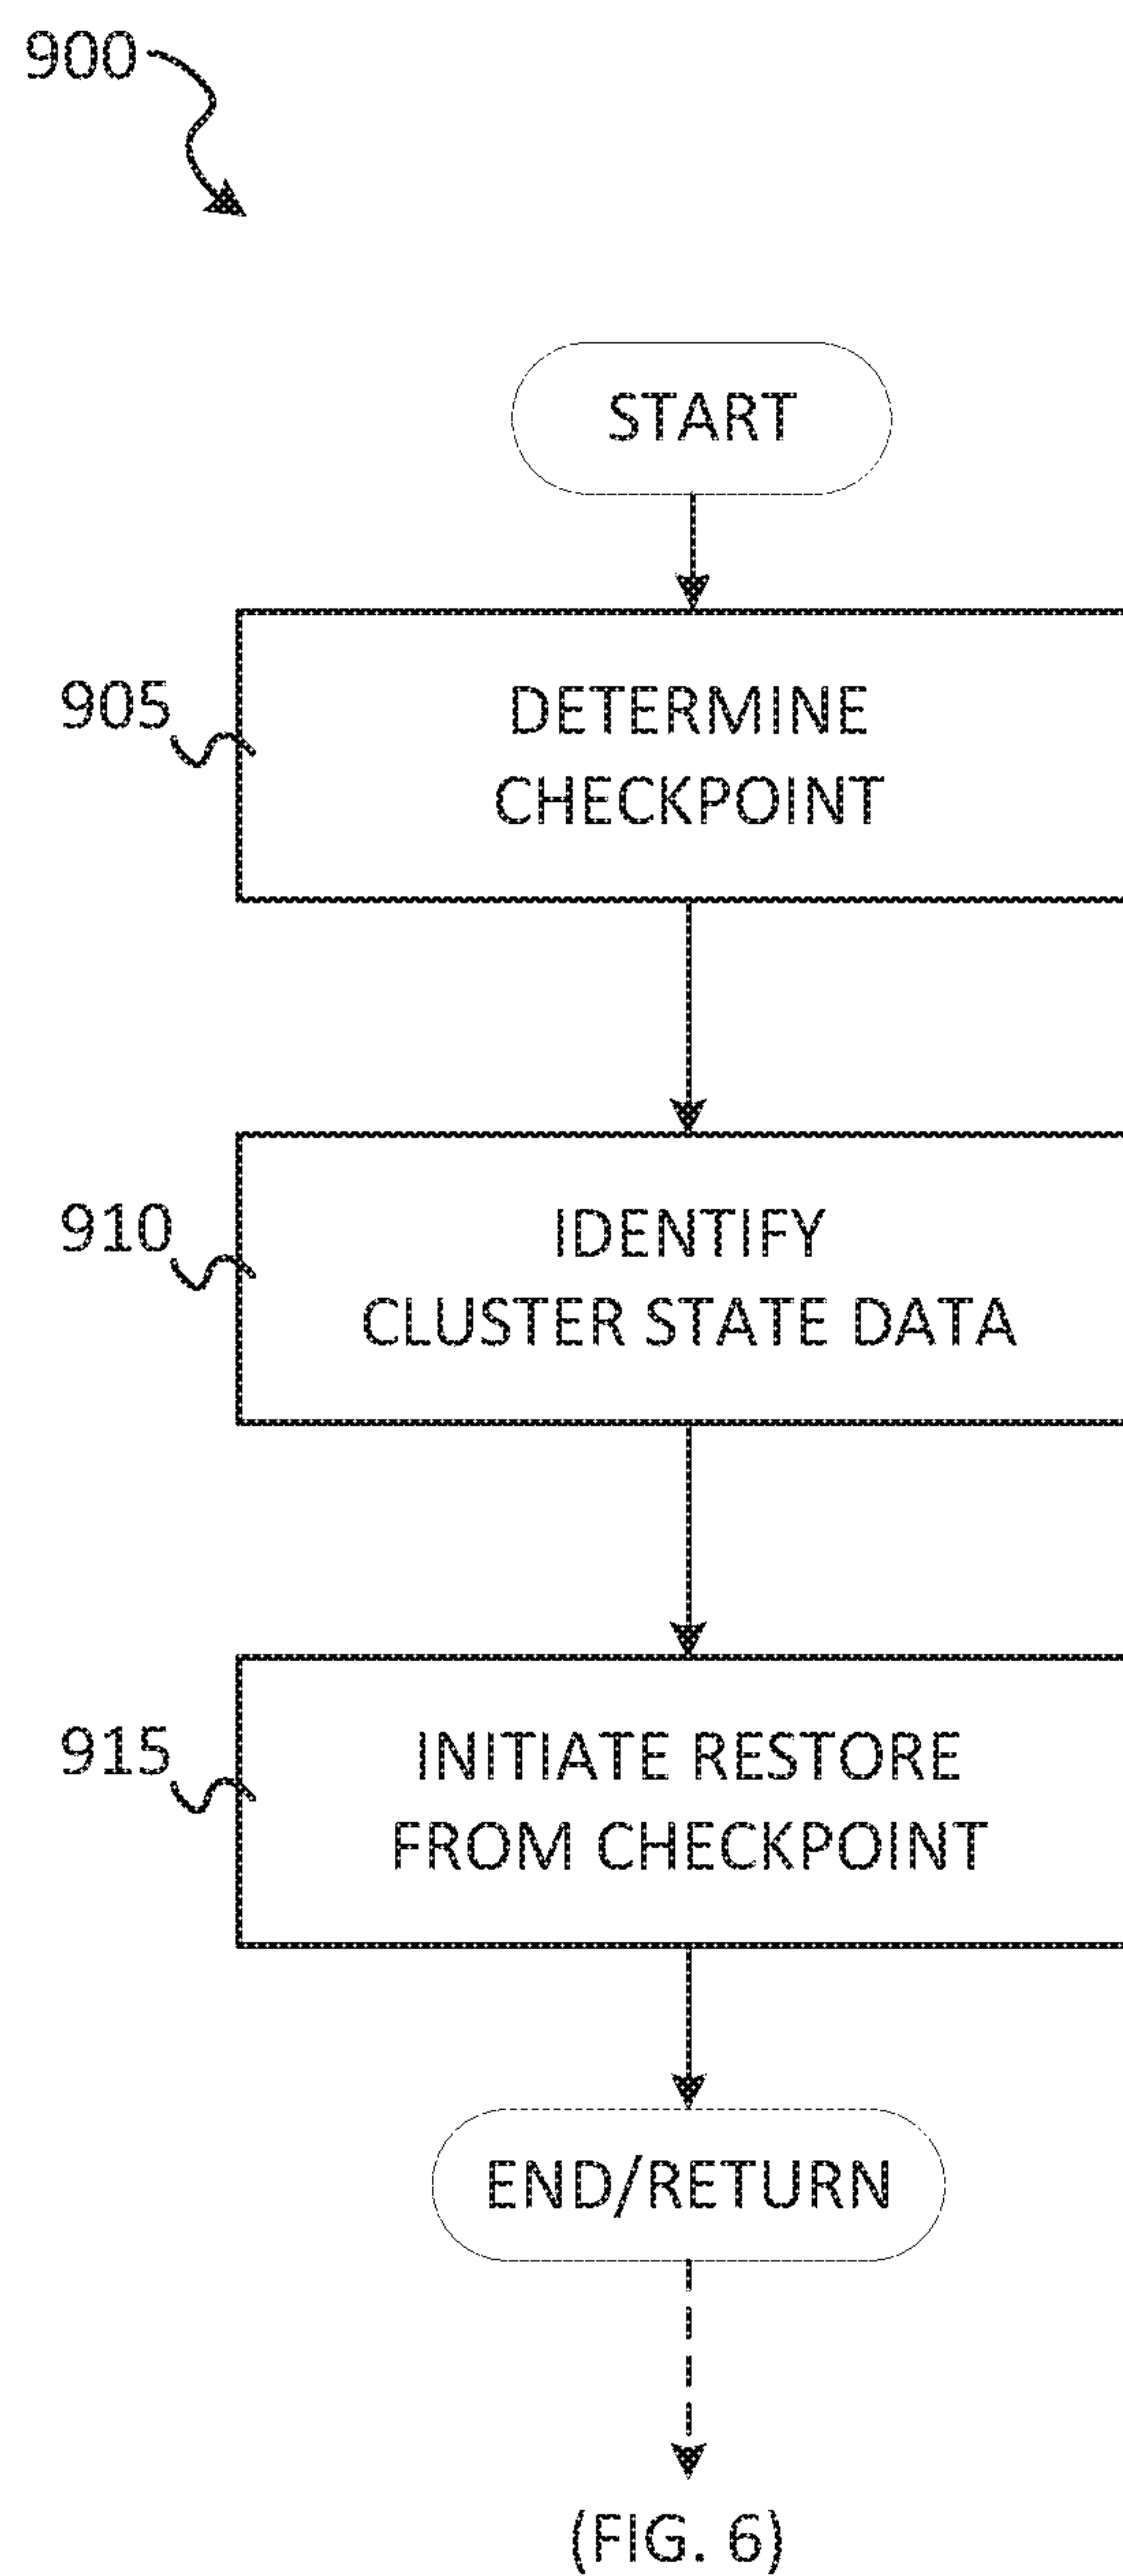 900
START
905
DETERMINE
CHECKPOINT
910
IDENTIFY
CLUSTER STATE DATA
915
INITIATE RESTORE
FROM CHECKPOINT
END/RETURN
(FIG. 6)